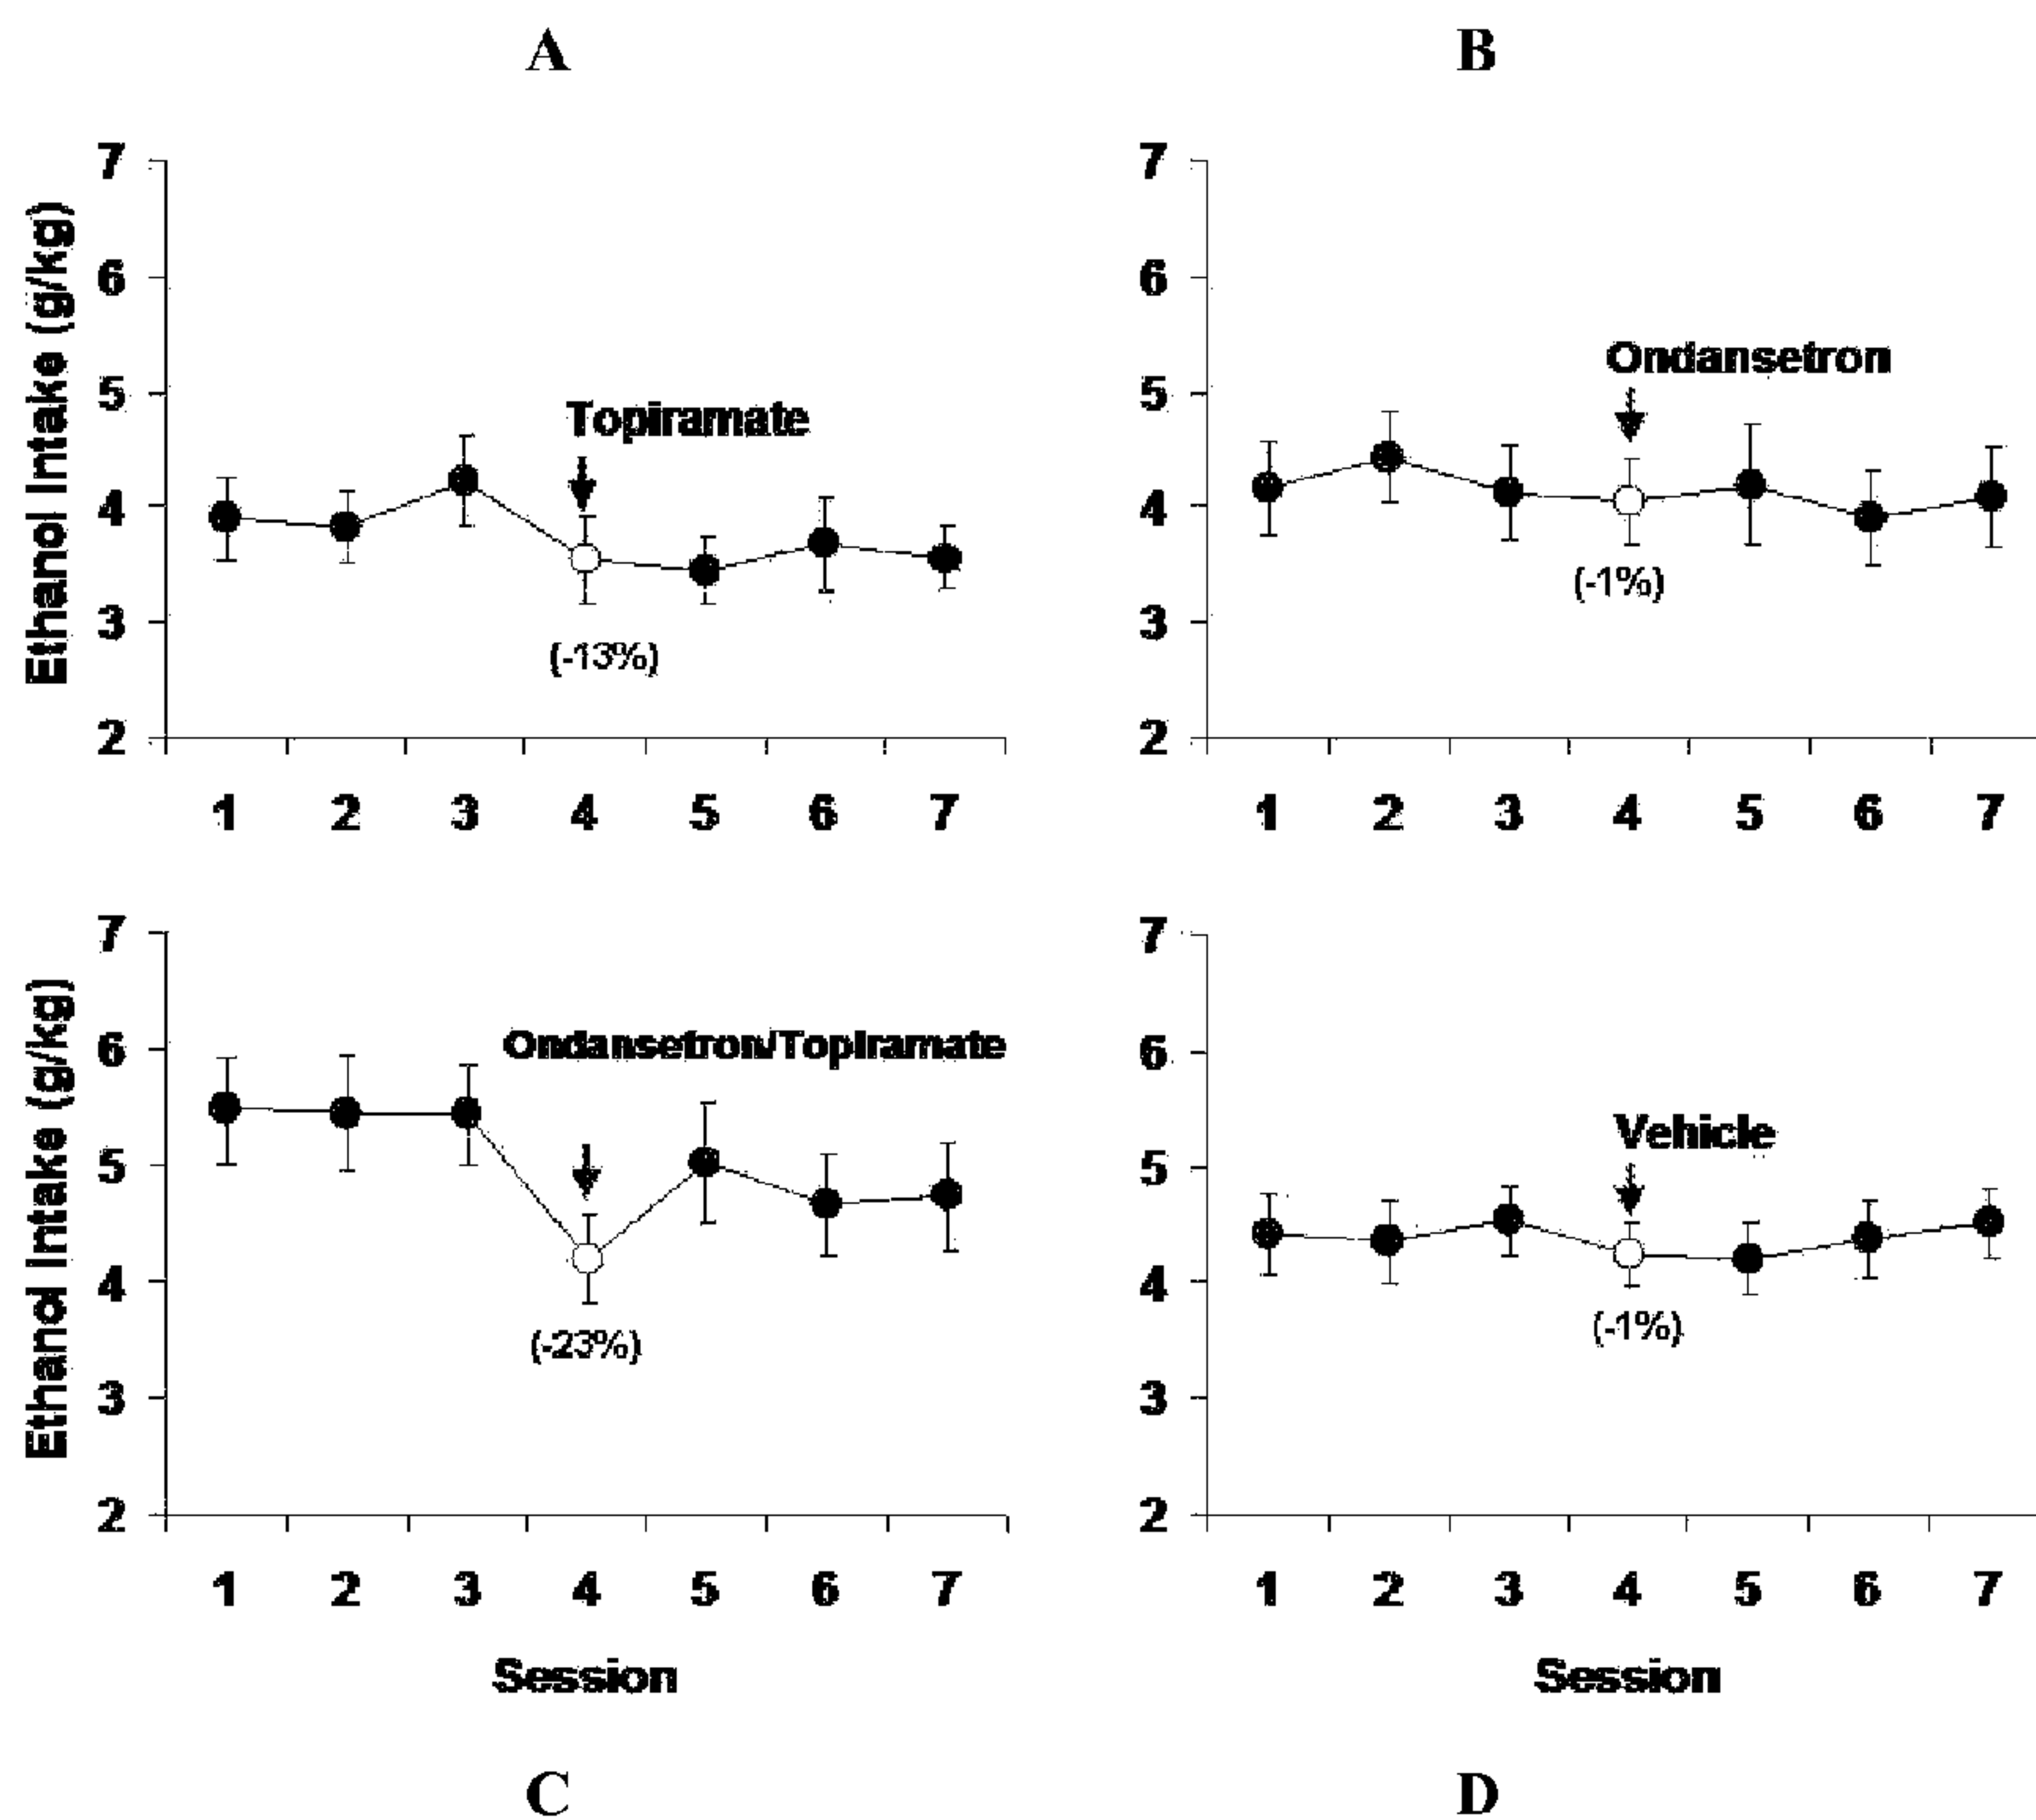 A
B
Ethanol Intake (g/kg)
7
6
5
4
3
2
Topiramate
(-13%)
1 2 3 4 5 6 7
7
6
5
4
3
2
Ondansetron
(-1%)
1 2 3 4 5 6 7
Ethanol Intake (g/kg)
7
6
5
4
3
2
Ondansetron/Topiramate
(-23%)
1 2 3 4 5 6 7
Session
7
6
5
4
3
2
Vehicle
(-1%)
1 2 3 4 5 6 7
Session
C
D